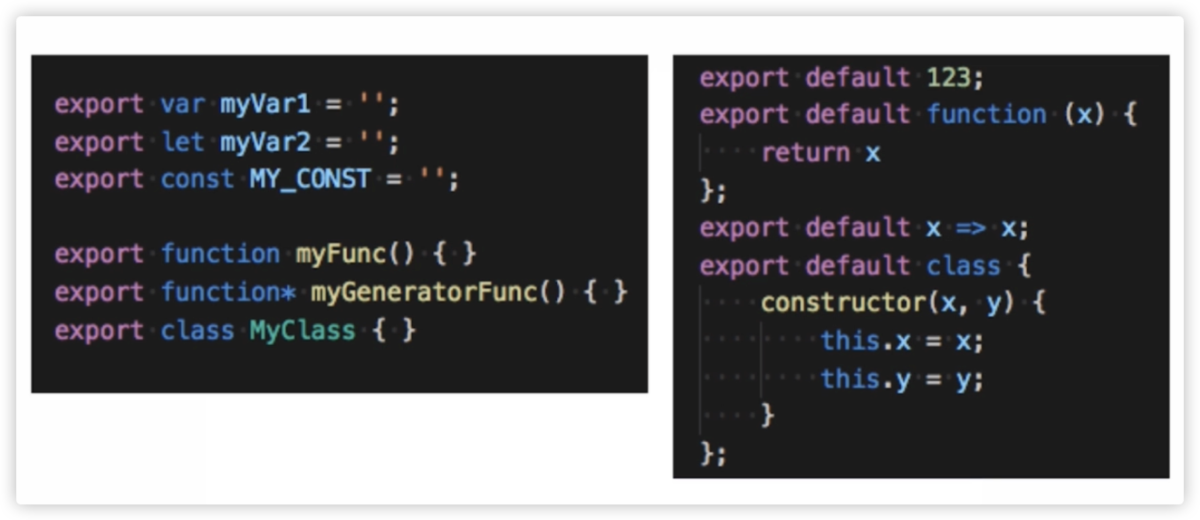 export var myVar1 = '';
export let myVar2 = '';
export const MY_CONST = '';
export function myFunc() { }
export function* myGeneratorFunc() { }
export class MyClass { }
export default 123;
export default function (x) {
    return x
};
export default x => x;
export default class {
    constructor(x, y) {
        this.x = x;
        this.y = y;
    }
};